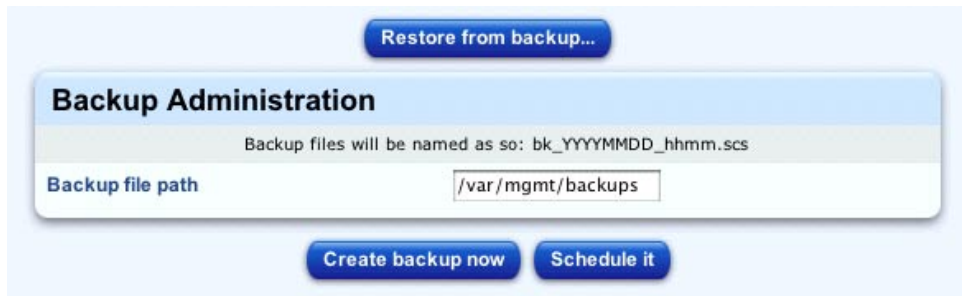 Restore from backup...
Backup Administration
Backup files will be named as so: bk_YYYYMMDD_hhmm.scs
Backup file path /var/mgmt/backups
Create backup now Schedule it